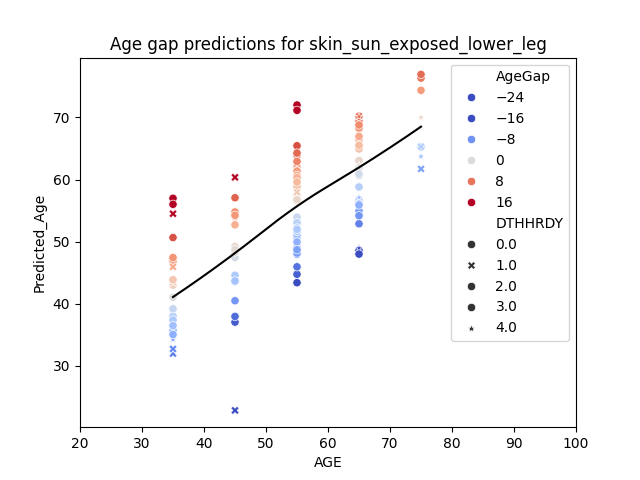 Age gap predictions for skin_sun_exposed_lower_leg
Predicted_Age
70
60
50
40
30
20 30 40 50 60 70 80 90 100
AGE
AgeGap
−24
−16
−8
0
8
16
DTHHRDY
0.0
1.0
2.0
3.0
4.0